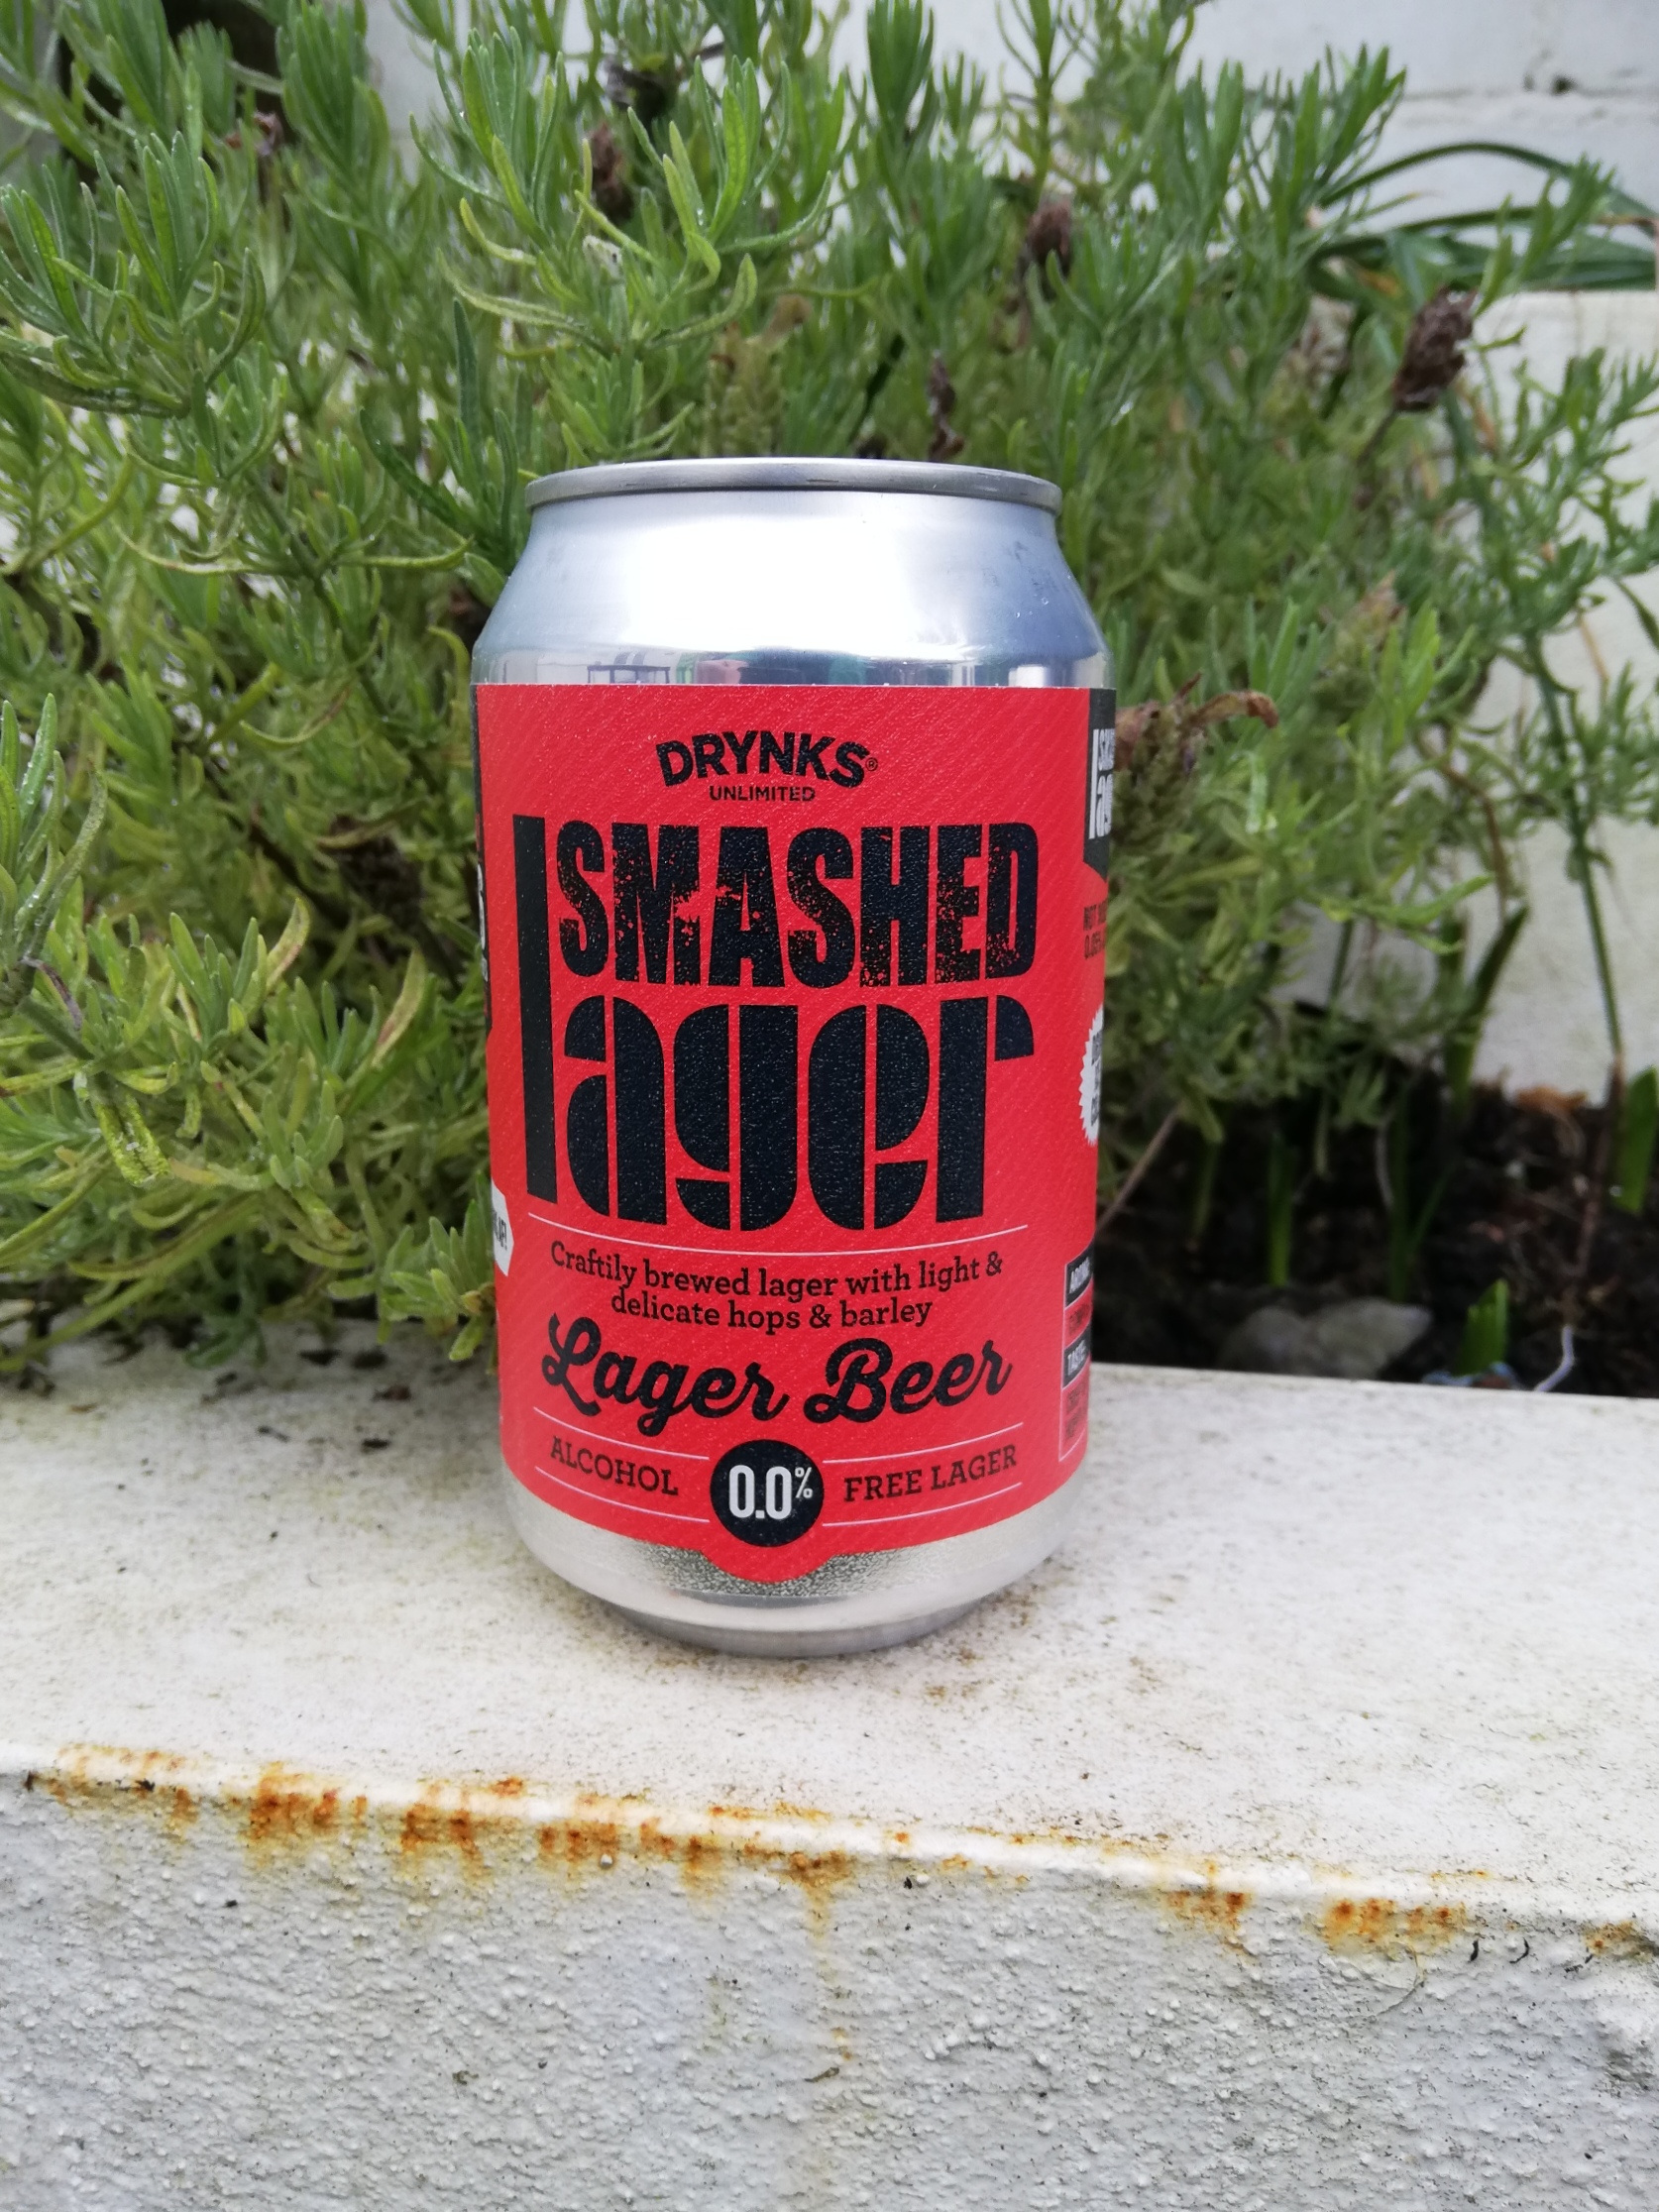 DRYNKS®
UNLIMITED
SMASHED
lager
Craftily brewed lager with light &
delicate hops & barley
Lager Beer
ALCOHOL 0.0% FREE LAGER
TASTE